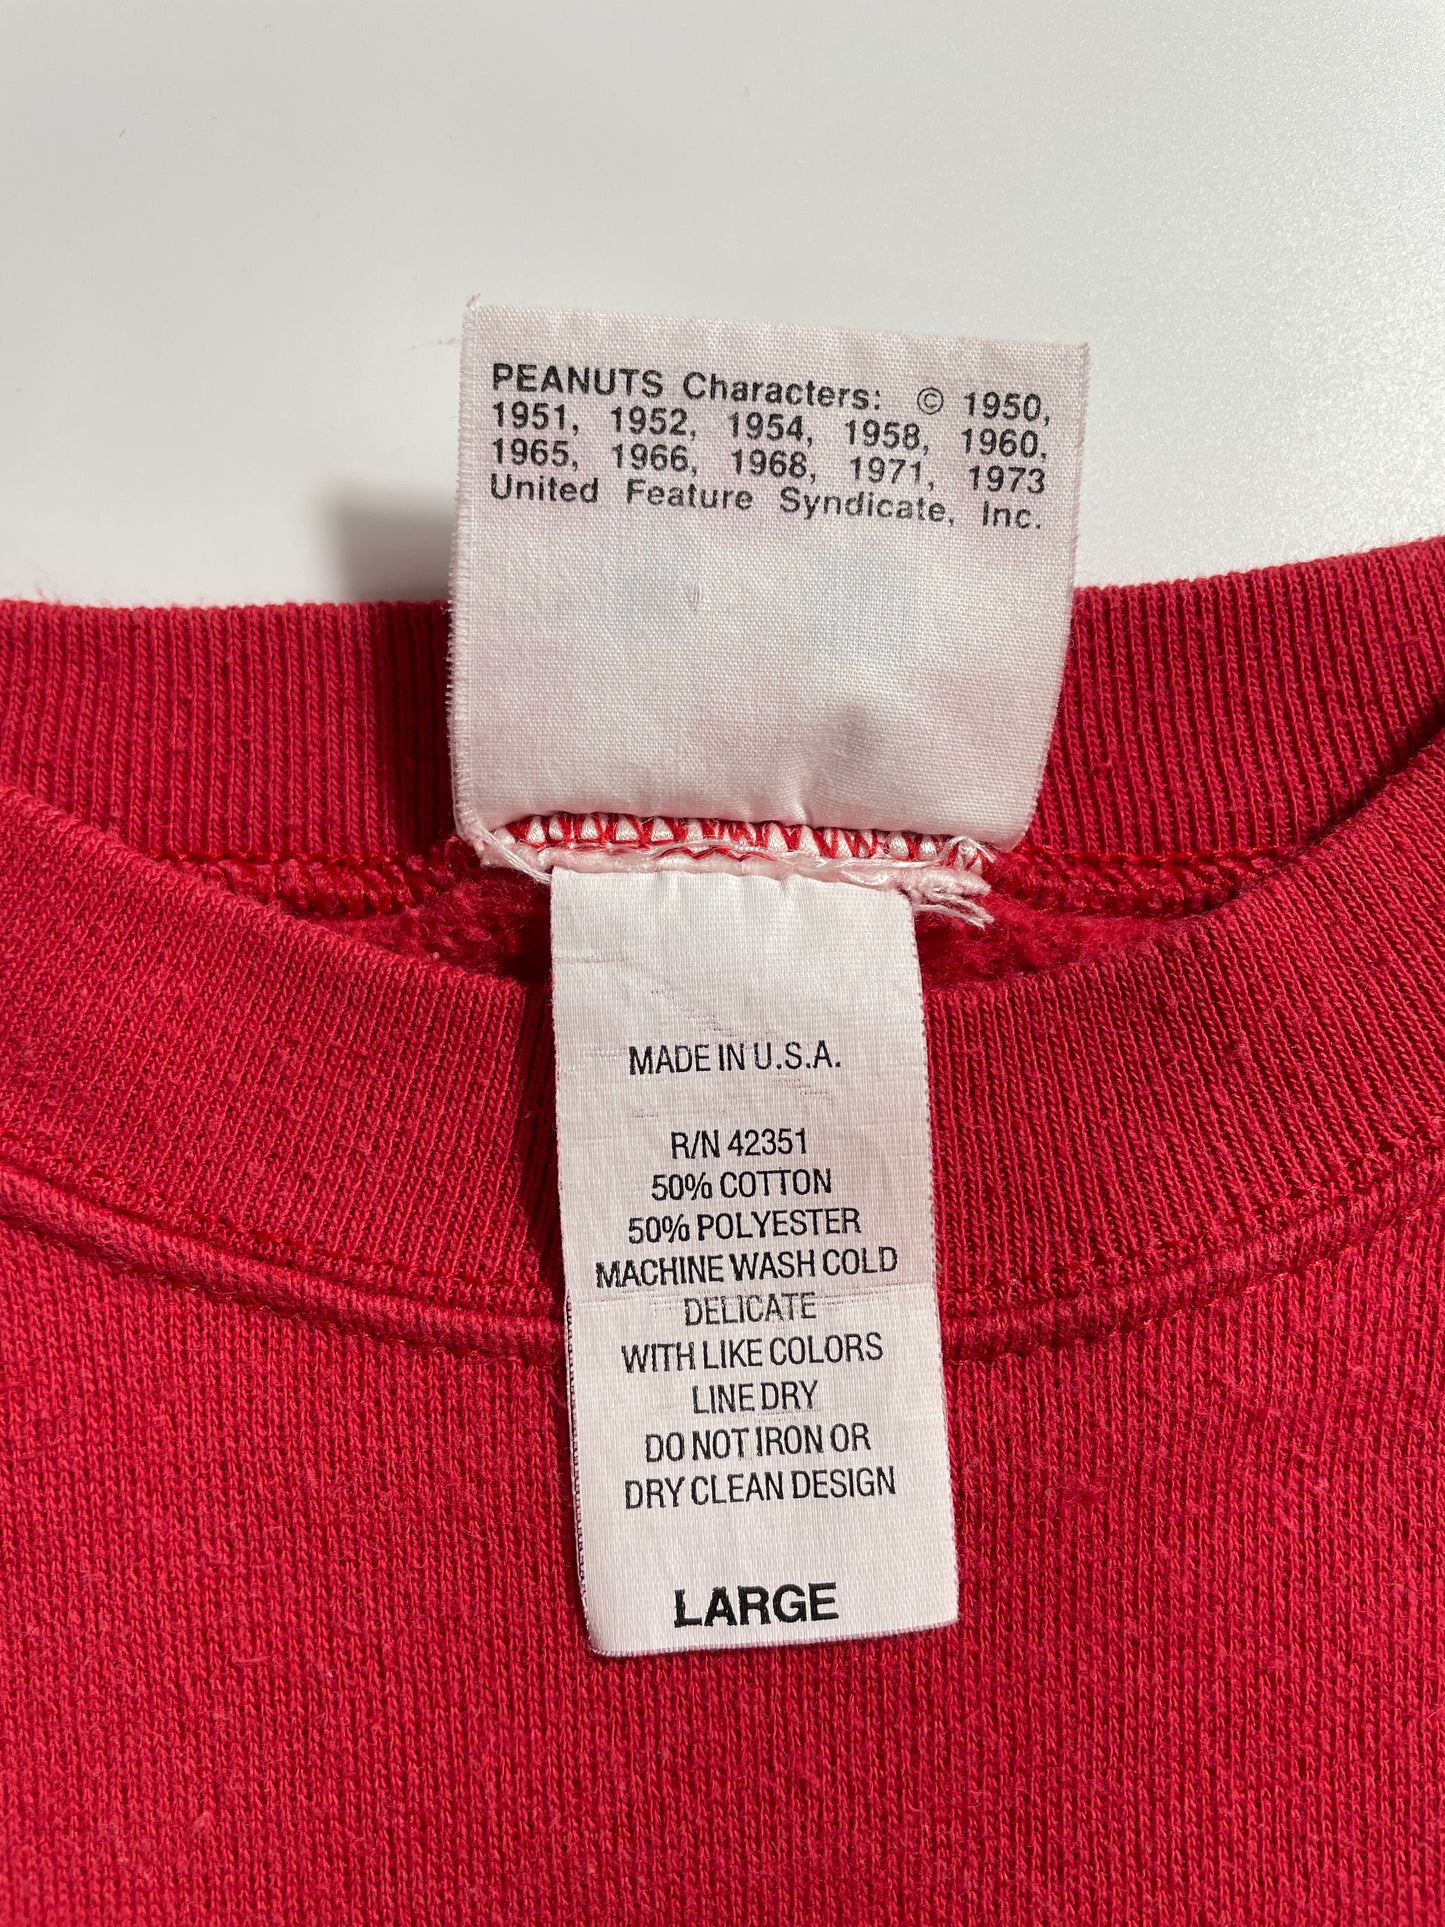 PEANUTS Characters: © 1950,
1951, 1952, 1954, 1958, 1960,
1965, 1966, 1968, 1971, 1973
United Feature Syndicate, Inc.
MADE IN U.S.A.
R/N 42351
50% COTTON
50% POLYESTER
MACHINE WASH COLD
DELICATE
WITH LIKE COLORS
LINE DRY
DO NOT IRON OR
DRY CLEAN DESIGN
LARGE